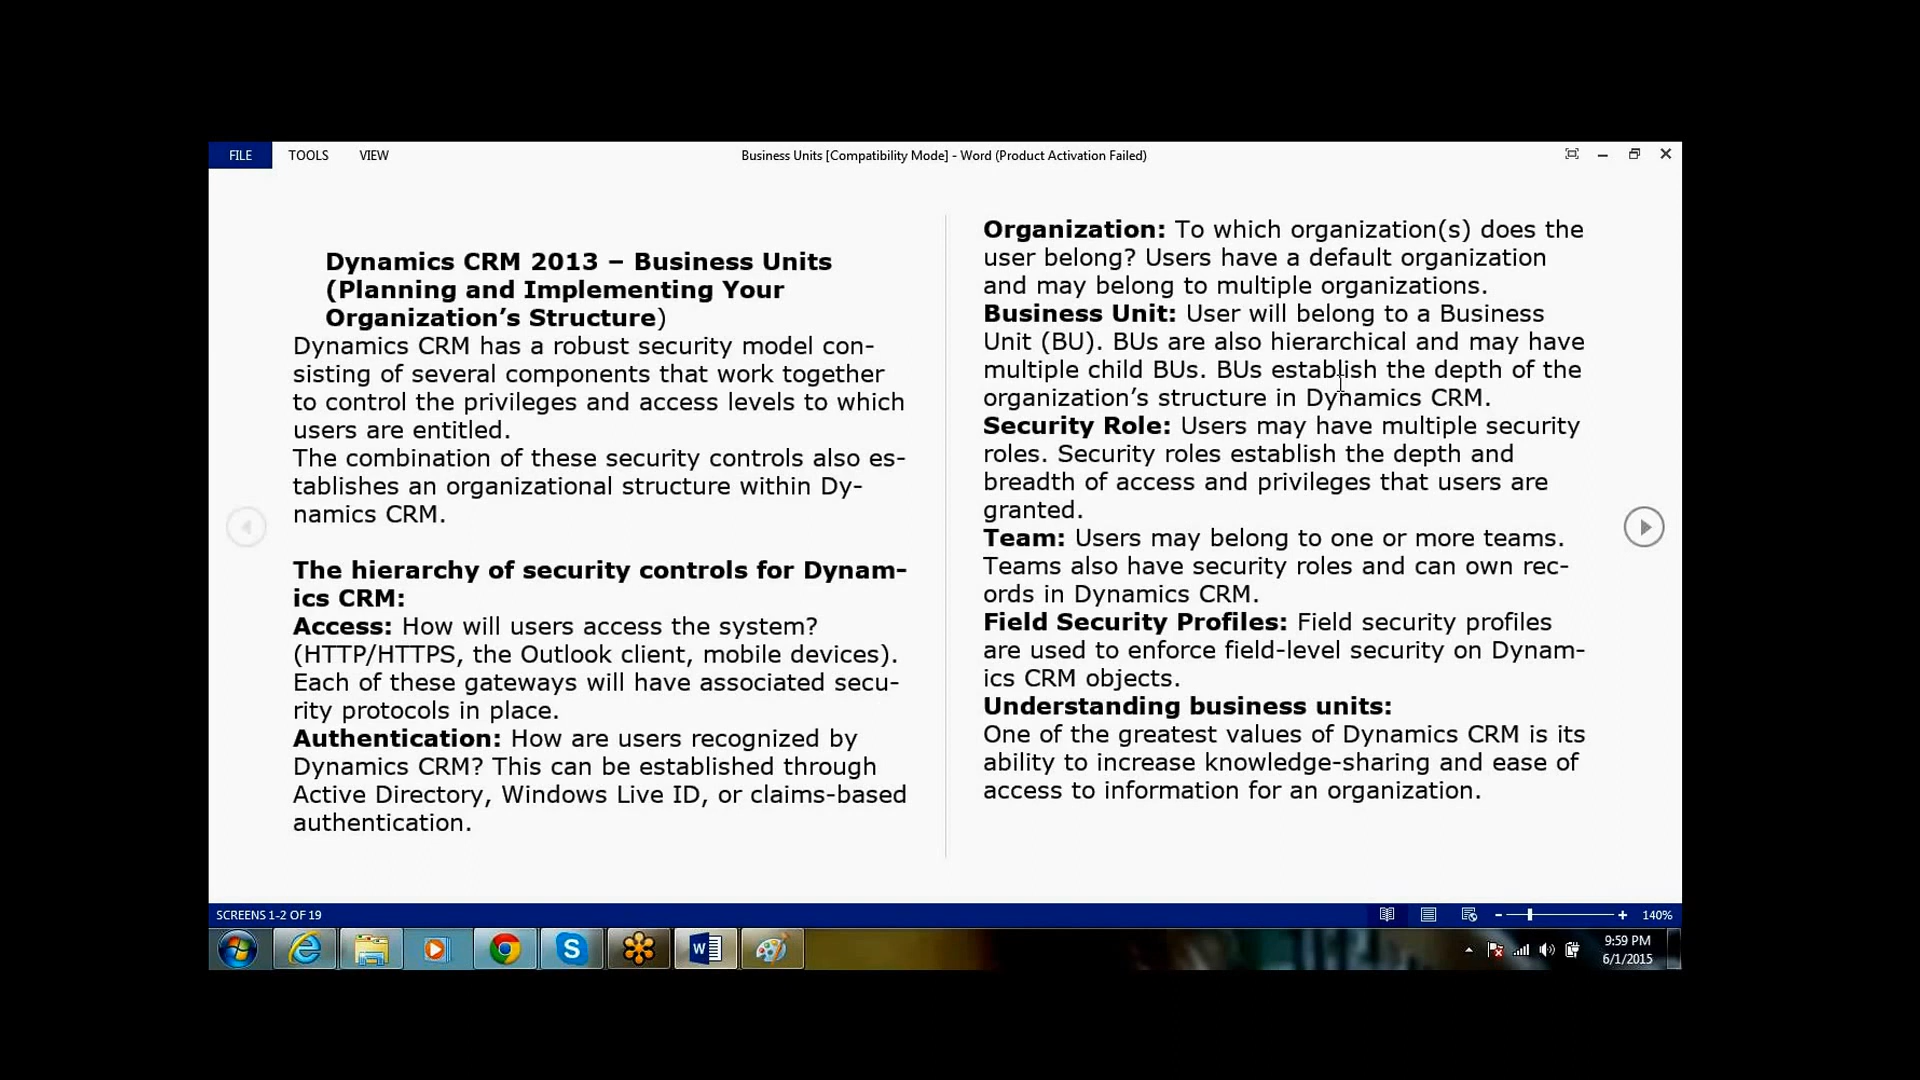 FILE TOOLS VIEW Business Units [Compatibility Mode] - Word (Product Activation Failed)
Dynamics CRM 2013 – Business Units
(Planning and Implementing Your
Organization’s Structure)
Dynamics CRM has a robust security model con-
sisting of several components that work together
to control the privileges and access levels to which
users are entitled.
The combination of these security controls also es-
tablishes an organizational structure within Dy-
namics CRM.
The hierarchy of security controls for Dynam-
ics CRM:
Access: How will users access the system?
(HTTP/HTTPS, the Outlook client, mobile devices).
Each of these gateways will have associated secu-
rity protocols in place.
Authentication: How are users recognized by
Dynamics CRM? This can be established through
Active Directory, Windows Live ID, or claims-based
authentication.
Organization: To which organization(s) does the
user belong? Users have a default organization
and may belong to multiple organizations.
Business Unit: User will belong to a Business
Unit (BU). BUs are also hierarchical and may have
multiple child BUs. BUs establish the depth of the
organization’s structure in Dynamics CRM.
Security Role: Users may have multiple security
roles. Security roles establish the depth and
breadth of access and privileges that users are
granted.
Team: Users may belong to one or more teams.
Teams also have security roles and can own rec-
ords in Dynamics CRM.
Field Security Profiles: Field security profiles
are used to enforce field-level security on Dynam-
ics CRM objects.
Understanding business units:
One of the greatest values of Dynamics CRM is its
ability to increase knowledge-sharing and ease of
access to information for an organization.
SCREENS 1-2 OF 19
140%
9:59 PM
6/1/2015